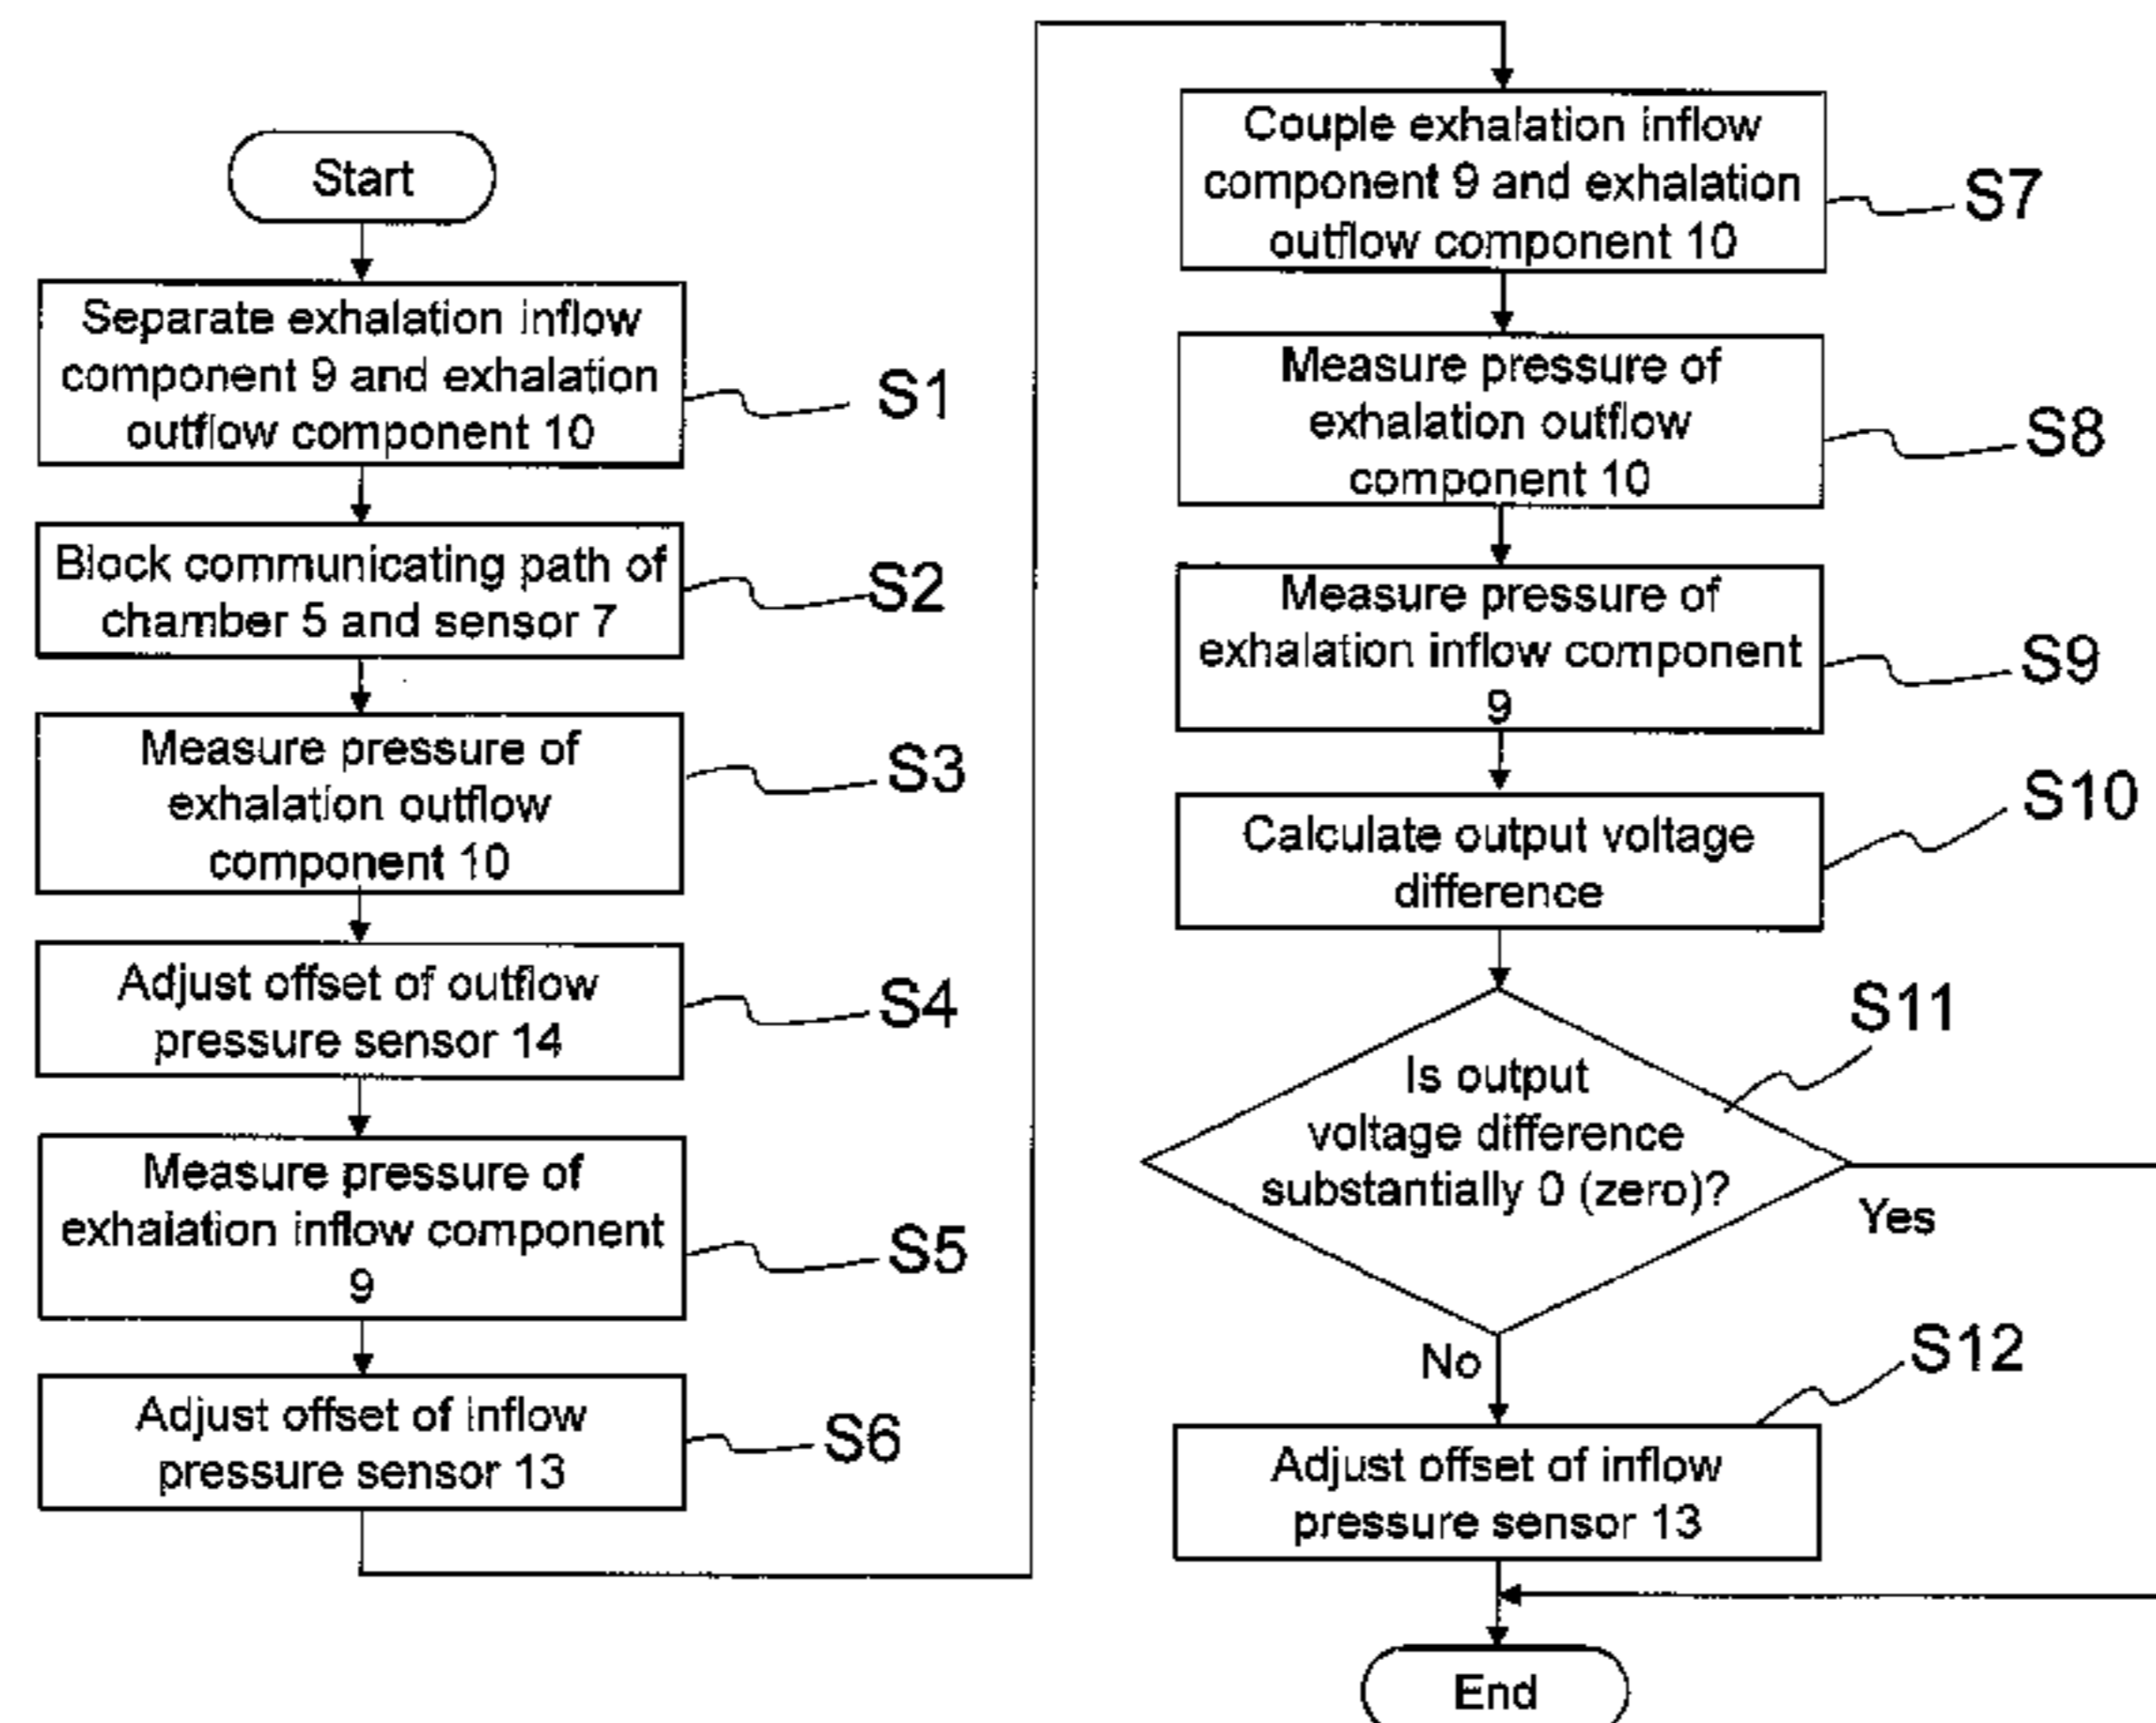 Start
Separate exhalation inflow
component 9 and exhalation
outflow component 10
S1
Block communicating path of
chamber 5 and sensor 7
S2
Measure pressure of
exhalation outflow
component 10
S3
Adjust offset of outflow
pressure sensor 14
S4
Measure pressure of
exhalation inflow component
9
S5
Adjust offset of inflow
pressure sensor 13
S6
Couple exhalation inflow
component 9 and exhalation
outflow component 10
S7
Measure pressure of
exhalation outflow
component 10
S8
Measure pressure of
exhalation inflow component
9
S9
Calculate output voltage
difference
S10
Is output
voltage difference
substantially 0 (zero)?
S11
Yes
No
Adjust offset of inflow
pressure sensor 13
S12
End